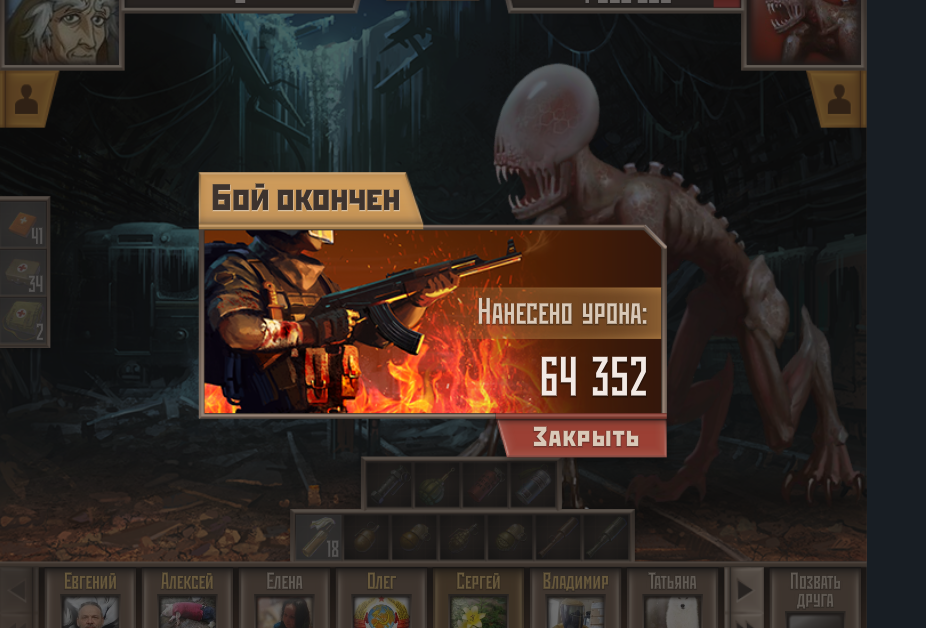 Бой окончен
41
34
2
Нанесено урона:
64 352
Закрыть
18
Евгений
Алексей
Елена
Олег
Сергей
Владимир
Татьяна
Позвать
друга